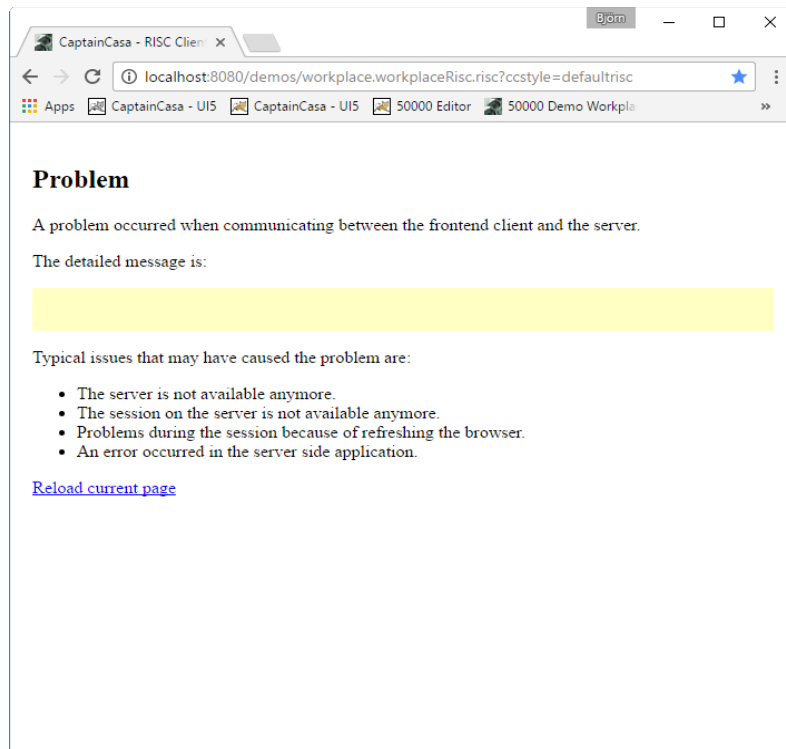 Björn
CaptainCasa - RISC Clien
localhost:8080/demos/workplace.workplaceRisc.risc?ccstyle=defaultrisc
Apps CaptainCasa - UI5 CaptainCasa - UI5 50000 Editor 50000 Demo Workpla »
Problem
A problem occurred when communicating between the frontend client and the server.
The detailed message is:
Typical issues that may have caused the problem are:
• The server is not available anymore.
• The session on the server is not available anymore.
• Problems during the session because of refreshing the browser.
• An error occurred in the server side application.
Reload current page